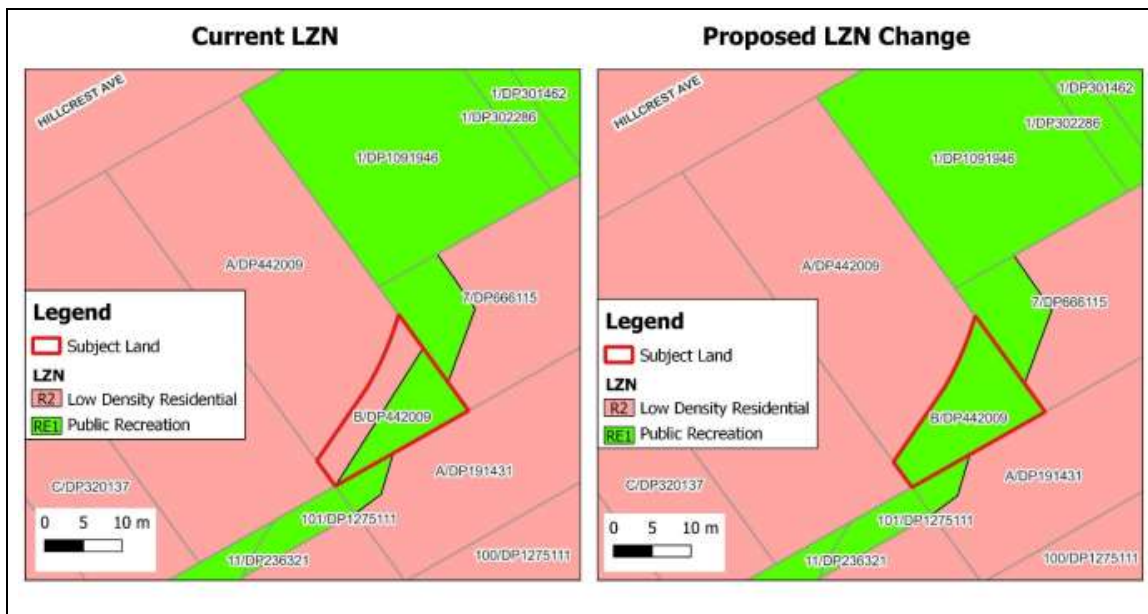 Current LZN
HILLCREST AVE
1/DP301462
1/DP302286
1/DP1091946
A/DP442009
7/DP666115
Legend
Subject Land
LZN
R2 Low Density Residential
RE1 Public Recreation
B/DP442009
A/DP191431
C/DP320137
0 5 10 m
101/DP1275111
11/DP236321
100/DP1275111
Proposed LZN Change
HILLCREST AVE
1/DP301462
1/DP302286
1/DP1091946
A/DP442009
7/DP666115
Legend
Subject Land
LZN
R2 Low Density Residential
RE1 Public Recreation
B/DP442009
A/DP191431
C/DP320137
0 5 10 m
101/DP1275111
11/DP236321
100/DP1275111